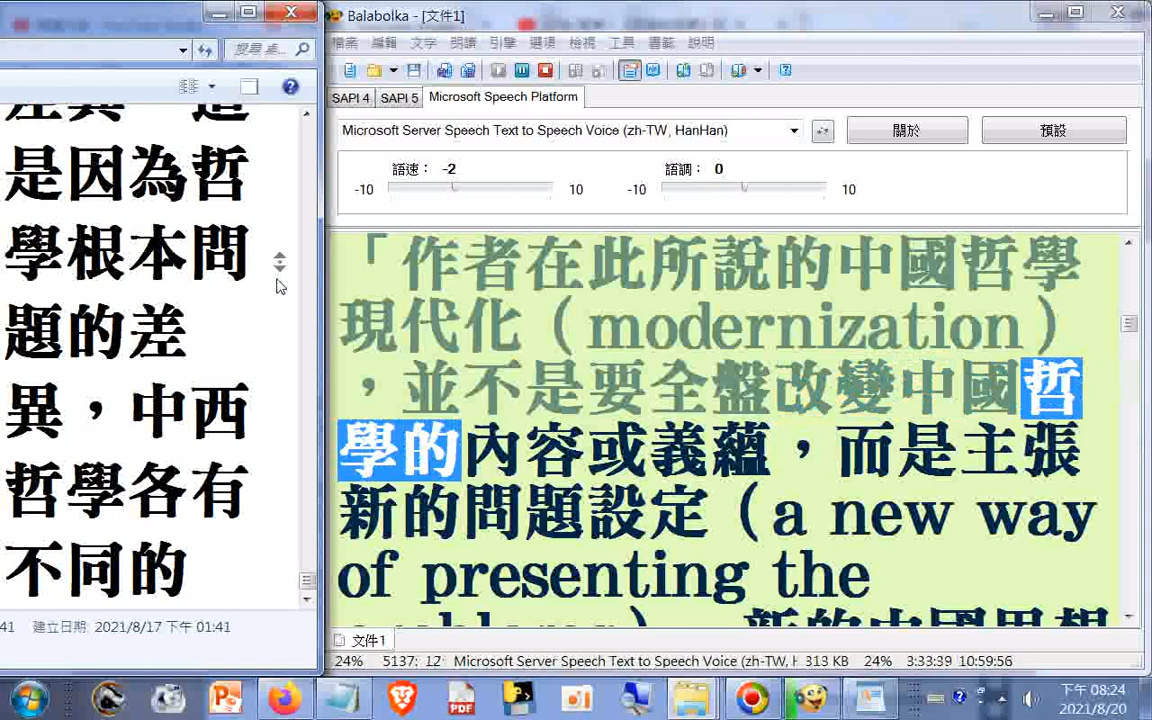 搜尋 桌...
差異 這
是因為哲
學根本問
題的差
異，中西
哲學各有
不同的
41 建立日期: 2021/8/17 下午 01:41
Balabolka - [文件1]
檔案 編輯 文字 朗讀 引擎 選項 檢視 工具 書籤 說明
SAPI 4 SAPI 5 Microsoft Speech Platform
Microsoft Server Speech Text to Speech Voice (zh-TW, HanHan) 關於 預設
語速： -2 語調： 0
-10 10 -10 10
「作者在此所說的中國哲學
現代化（modernization）
，並不是要全盤改變中國哲
學的內容或義蘊，而是主張
新的問題設定（a new way
of presenting the
problems），新的中國思想
文件1
24% 5137: 12 Microsoft Server Speech Text to Speech Voice (zh-TW, H 313 KB 24% 3:33:39 10:59:56
PDF
下午 08:24
2021/8/20